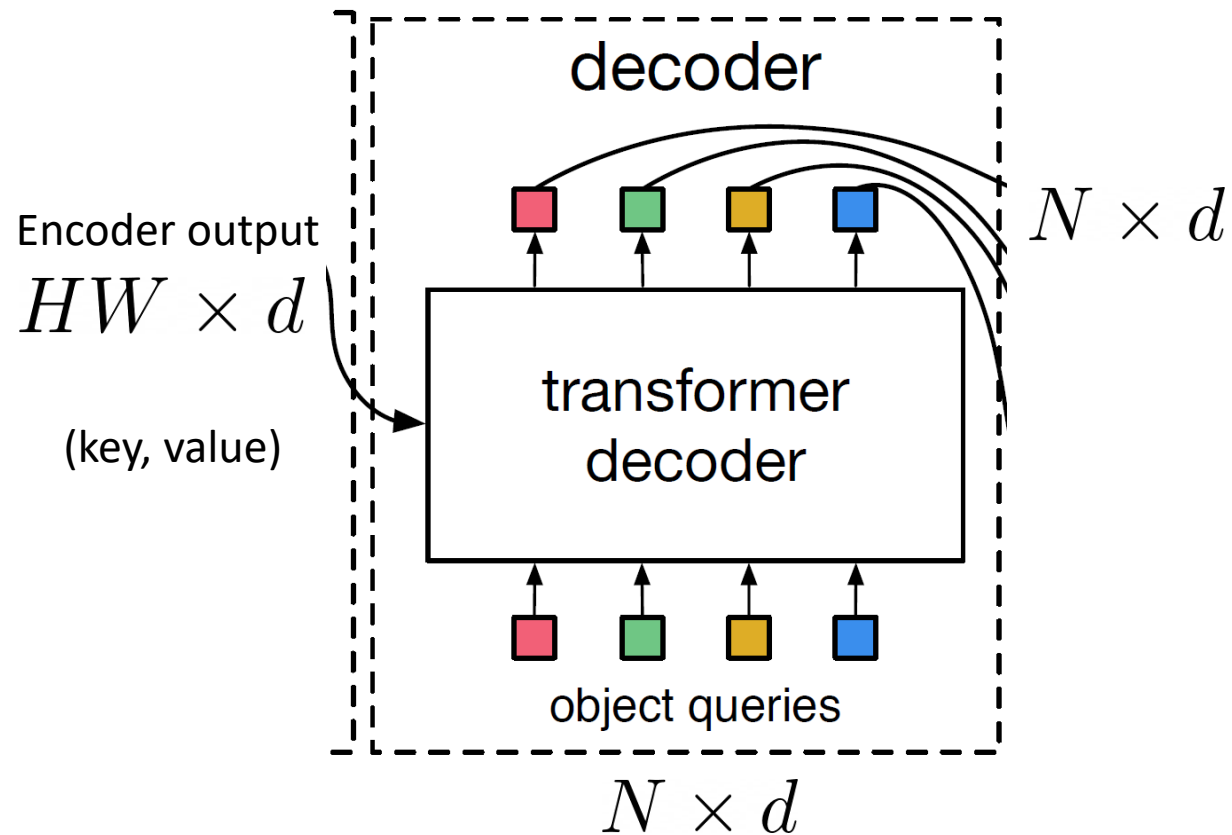 decoder
Encoder output
HW × d
(key, value)
N × d
transformer
decoder
object queries
N × d